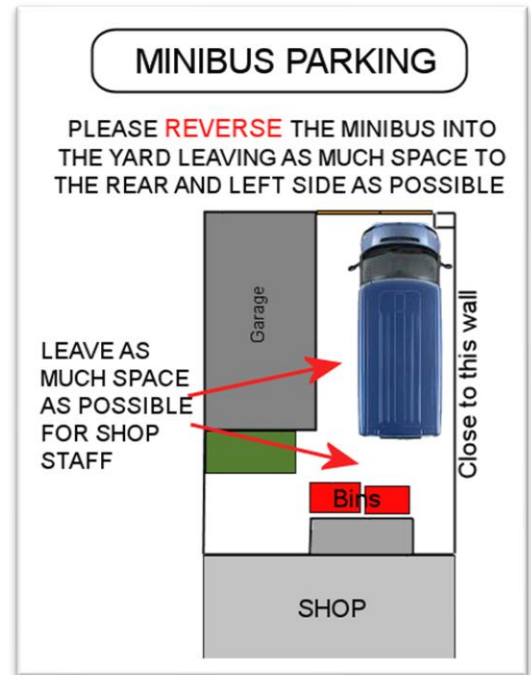 MINIBUS PARKING
PLEASE REVERSE THE MINIBUS INTO
THE YARD LEAVING AS MUCH SPACE TO
THE REAR AND LEFT SIDE AS POSSIBLE
Garage
LEAVE AS
MUCH SPACE
AS POSSIBLE
FOR SHOP
STAFF
Close to this wall
Bins
SHOP